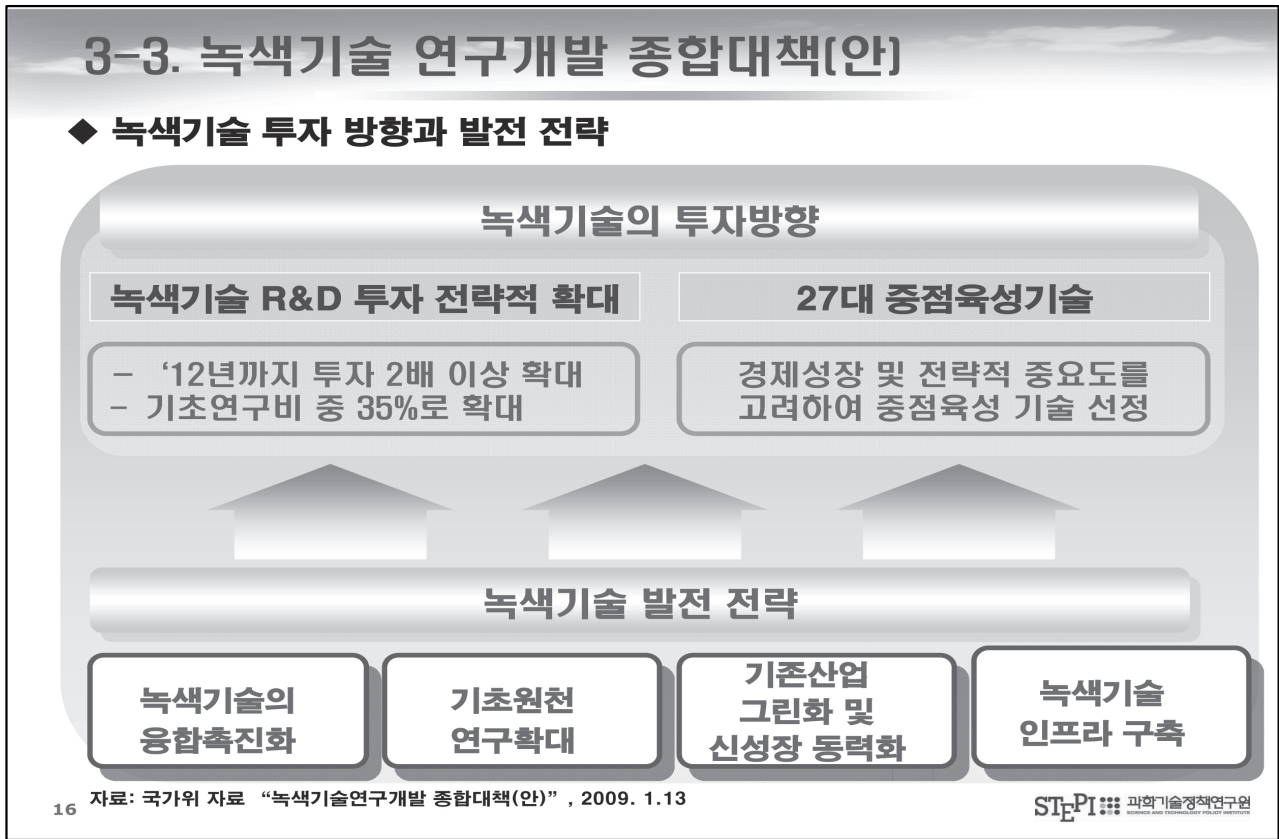 3-3. 녹색기술 연구개발 종합대책(안)
◆ 녹색기술 투자 방향과 발전 전략
녹색기술의 투자방향
녹색기술 R&D 투자 전략적 확대
- ‘12년까지 투자 2배 이상 확대
- 기초연구비 중 35%로 확대
27대 중점육성기술
경제성장 및 전략적 중요도를
고려하여 중점육성 기술 선정
녹색기술 발전 전략
녹색기술의
융합촉진화
기초원천
연구확대
기존산업
그린화 및
신성장 동력화
녹색기술
인프라 구축
자료: 국가위 자료 “녹색기술연구개발 종합대책(안)” , 2009. 1.13
16
STEPI 과학기술정책연구원
SCIENCE AND TECHNOLOGY POLICY INSTITUTE